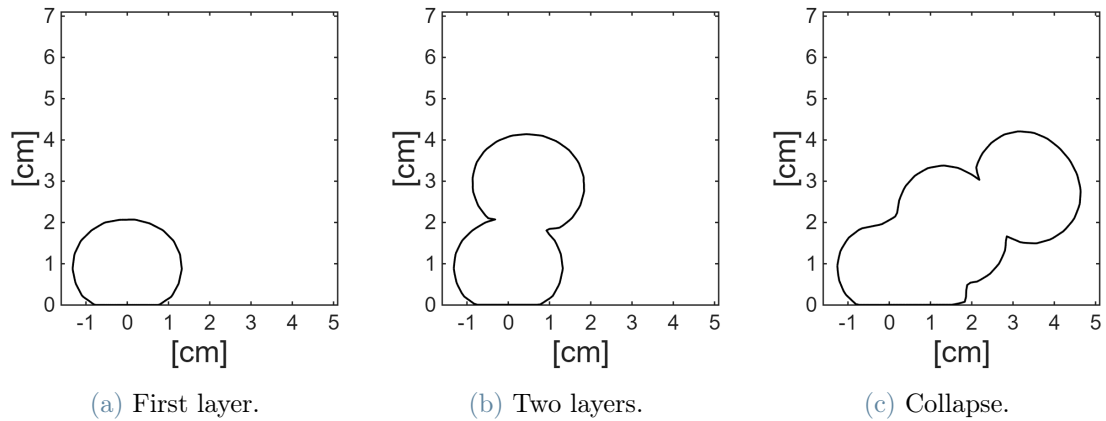 7 7 7
6 6 6
5 5 5
4 4 4
[cm] [cm] [cm]
3 3 3
2 2 2
1 1 1
0 0 0
-1 0 1 2 3 4 5 -1 0 1 2 3 4 5 -1 0 1 2 3 4 5
[cm] [cm] [cm]
(a) First layer. (b) Two layers. (c) Collapse.